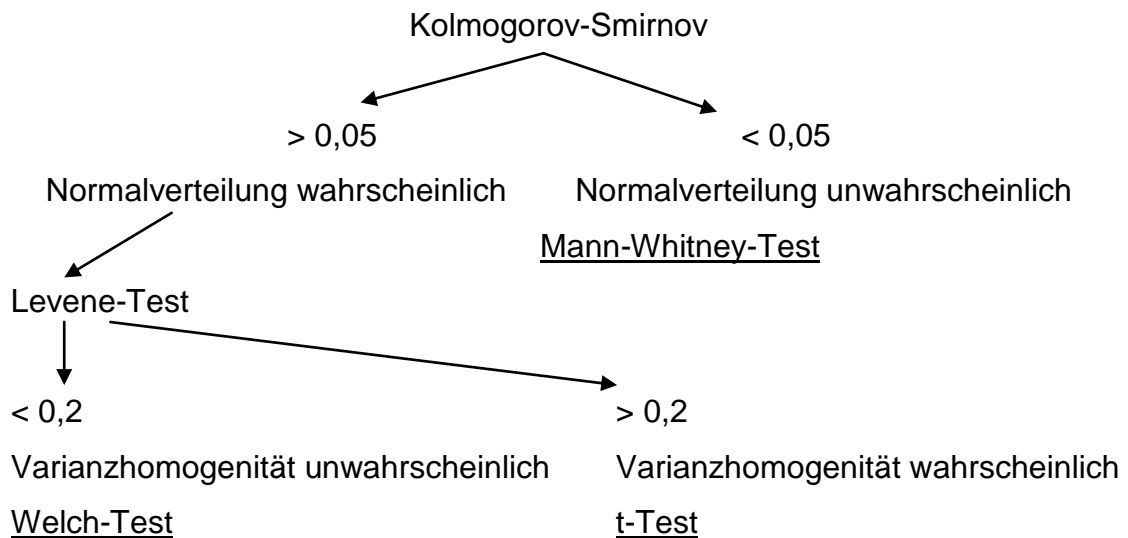 Kolmogorov-Smirnov
> 0,05 < 0,05
Normalverteilung wahrscheinlich Normalverteilung unwahrscheinlich
Mann-Whitney-Test
Levene-Test
< 0,2 > 0,2
Varianzhomogenität unwahrscheinlich Varianzhomogenität wahrscheinlich
Welch-Test t-Test